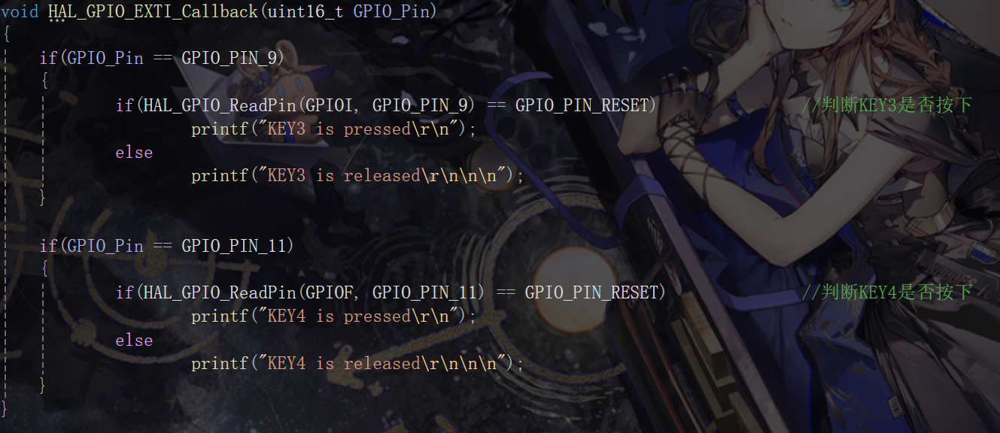 void HAL_GPIO_EXTI_Callback(uint16_t GPIO_Pin)
{
if(GPIO_Pin == GPIO_PIN_9)
{
if(HAL_GPIO_ReadPin(GPIOI, GPIO_PIN_9) == GPIO_PIN_RESET) //判断KEY3是否按下
printf("KEY3 is pressed\r\n");
else
printf("KEY3 is released\r\n\n\n");
}
if(GPIO_Pin == GPIO_PIN_11)
{
if(HAL_GPIO_ReadPin(GPIOF, GPIO_PIN_11) == GPIO_PIN_RESET) //判断KEY4是否按下
printf("KEY4 is pressed\r\n");
else
printf("KEY4 is released\r\n\n\n");
}
}